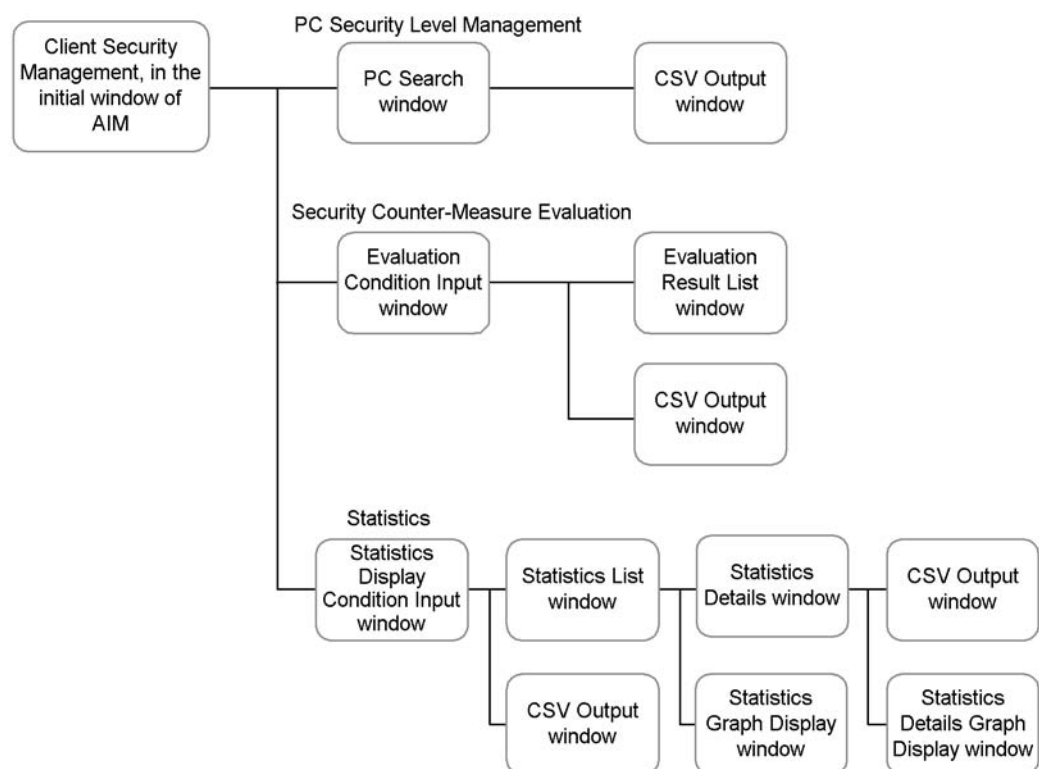 PC Security Level Management
Client Security
Management, in the
initial window of
AIM
PC Search
window
CSV Output
window
Security Counter-Measure Evaluation
Evaluation
Condition Input
window
Evaluation
Result List
window
CSV Output
window
Statistics
Statistics
Display
Condition Input
window
Statistics List
window
Statistics
Details window
CSV Output
window
CSV Output
window
Statistics
Graph Display
window
Statistics
Details Graph
Display window